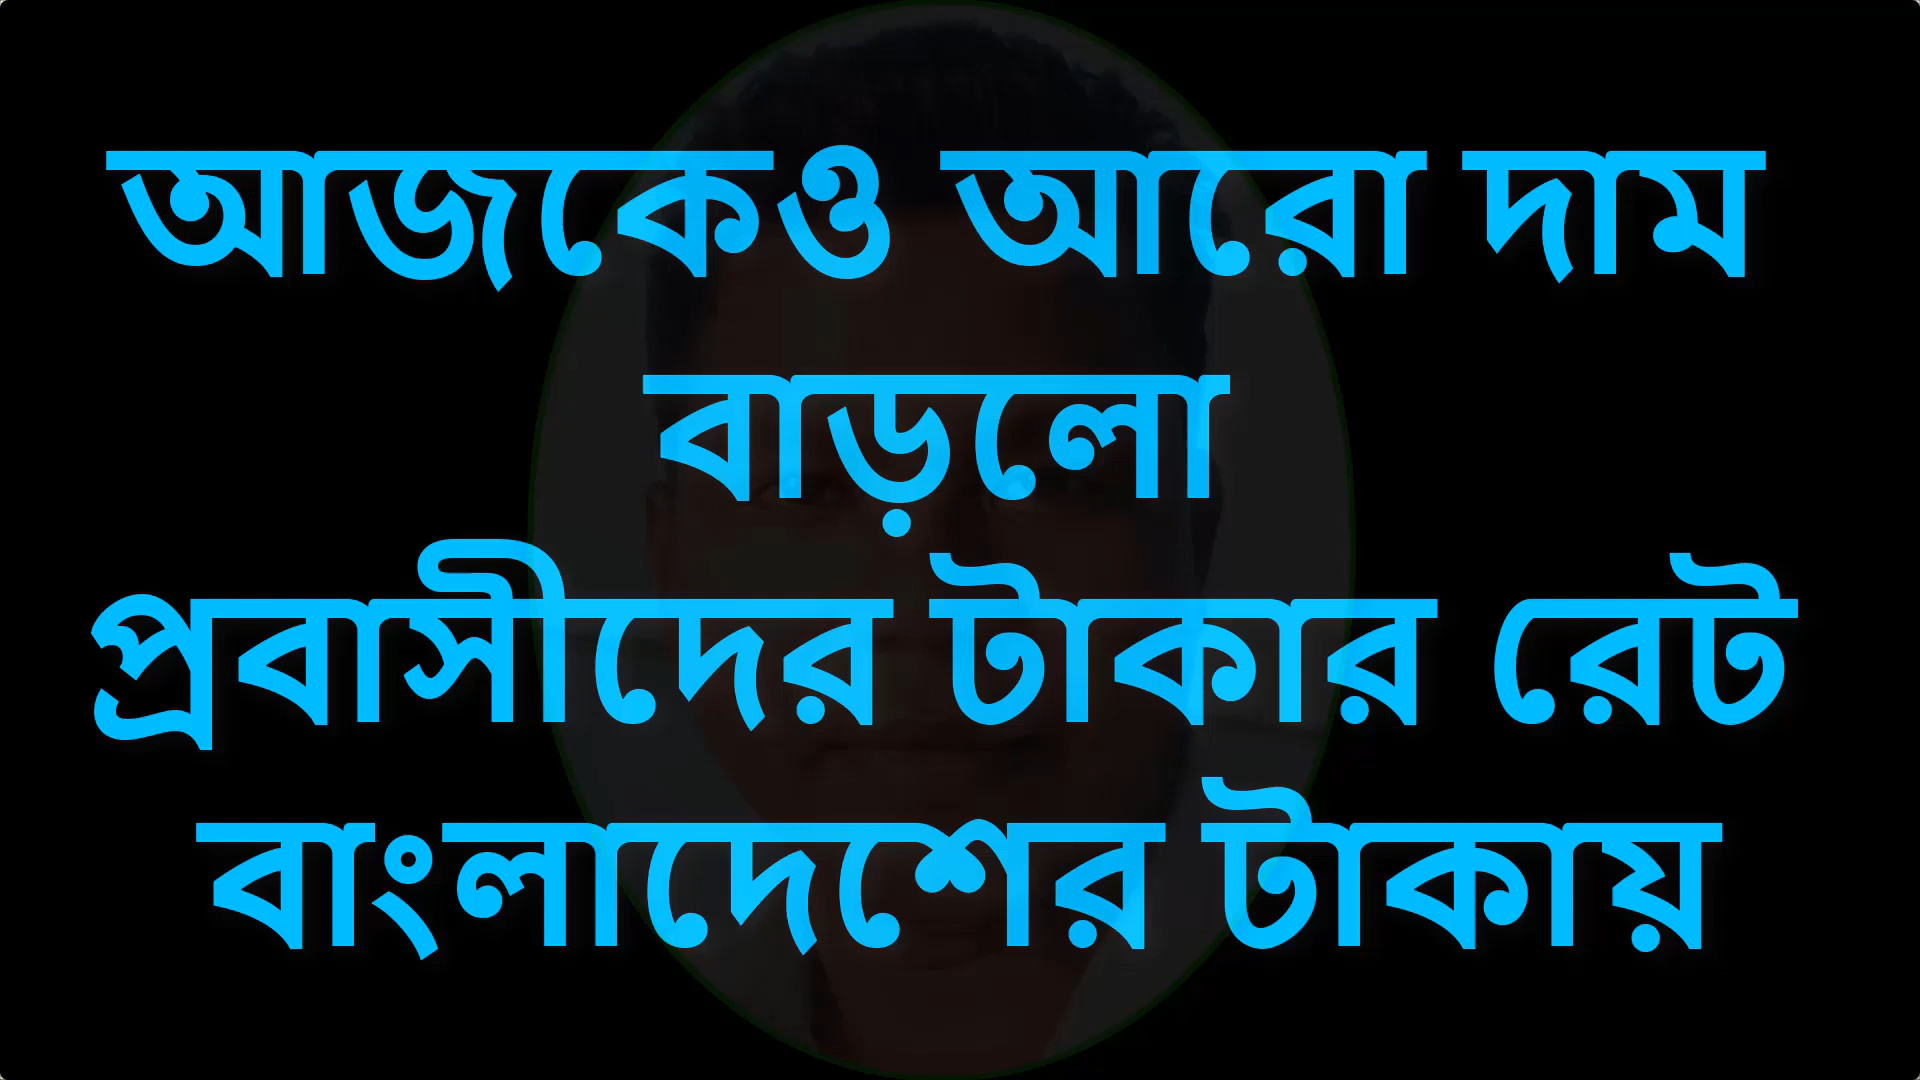 আজকেও আরো দাম
বাড়লো
প্রবাসীদের টাকার রেট
বাংলাদেশের টাকায়